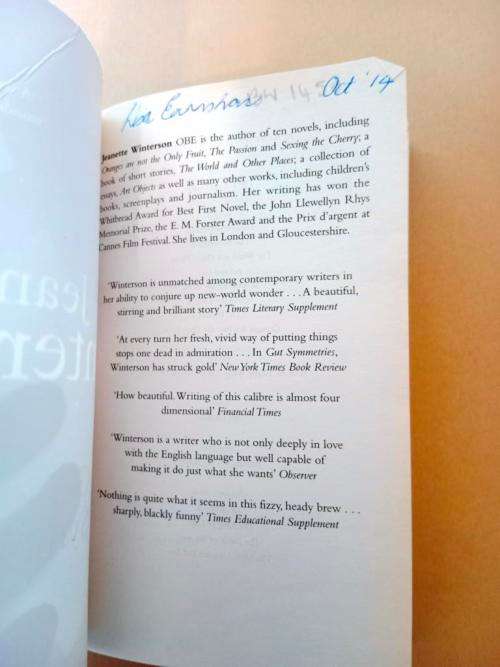 Lisa Earnshaw BW 14 Oct '14
Jeanette Winterson OBE is the author of ten novels, including
Oranges are not the Only Fruit, The Passion and Sexing the Cherry; a
book of short stories, The World and Other Places; a collection of
essays, Art Objects as well as many other works, including children's
books, screenplays and journalism. Her writing has won the
Whitbread Award for Best First Novel, the John Llewellyn Rhys
Memorial Prize, the E. M. Forster Award and the Prix d'argent at
Cannes Film Festival. She lives in London and Gloucestershire.
'Winterson is unmatched among contemporary writers in
her ability to conjure up new-world wonder . . . A beautiful,
stirring and brilliant story' Times Literary Supplement
'At every turn her fresh, vivid way of putting things
stops one dead in admiration . . . In Gut Symmetries,
Winterson has struck gold' New York Times Book Review
'How beautiful. Writing of this calibre is almost four
dimensional' Financial Times
'Winterson is a writer who is not only deeply in love
with the English language but well capable of
making it do just what she wants' Observer
'Nothing is quite what it seems in this fizzy, heady brew . . .
sharply, blackly funny' Times Educational Supplement